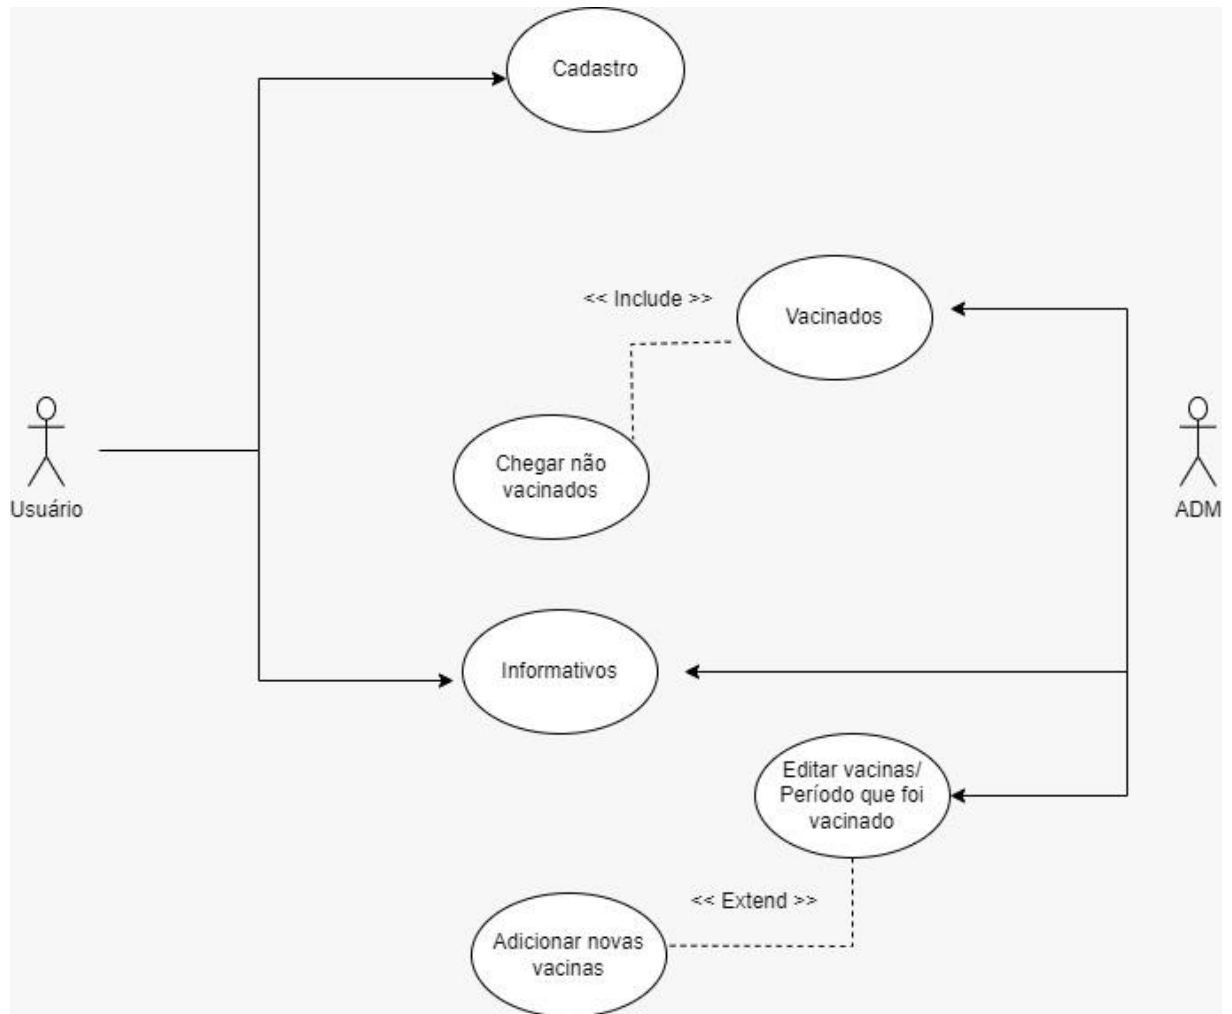 Cadastro
<< Include >>
Vacinados
Chegar não
vacinados
Usuário
ADM
Informativos
Editar vacinas/
Período que foi
vacinado
<< Extend >>
Adicionar novas
vacinas